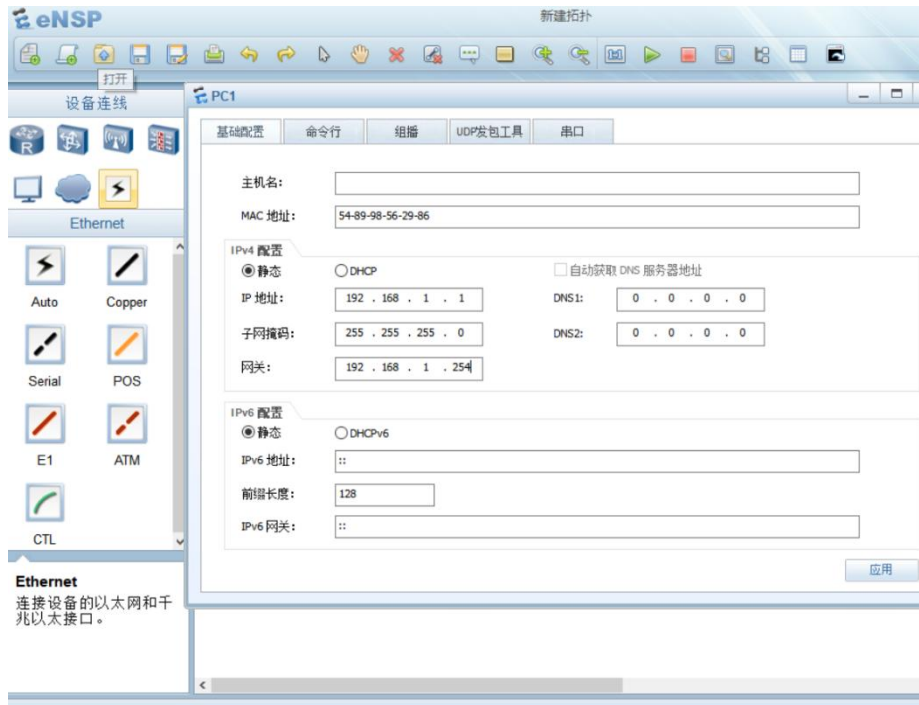 eNSP
新建拓扑
打开
设备连线
PC1
基础配置 命令行 组播 UDP发包工具 串口
主机名:
MAC 地址: 54-89-98-56-29-86
Ethernet
IPv4 配置
静态 DHCP 自动获取 DNS 服务器地址
IP 地址: 192 . 168 . 1 . 1 DNS1: 0 . 0 . 0 . 0
Auto Copper
子网掩码: 255 . 255 . 255 . 0 DNS2: 0 . 0 . 0 . 0
网关: 192 . 168 . 1 . 254
Serial POS
IPv6 配置
静态 DHCPv6
IPv6 地址: ::
E1 ATM
前缀长度: 128
IPv6 网关: ::
CTL
应用
Ethernet
连接设备的以太网和千
兆以太接口。